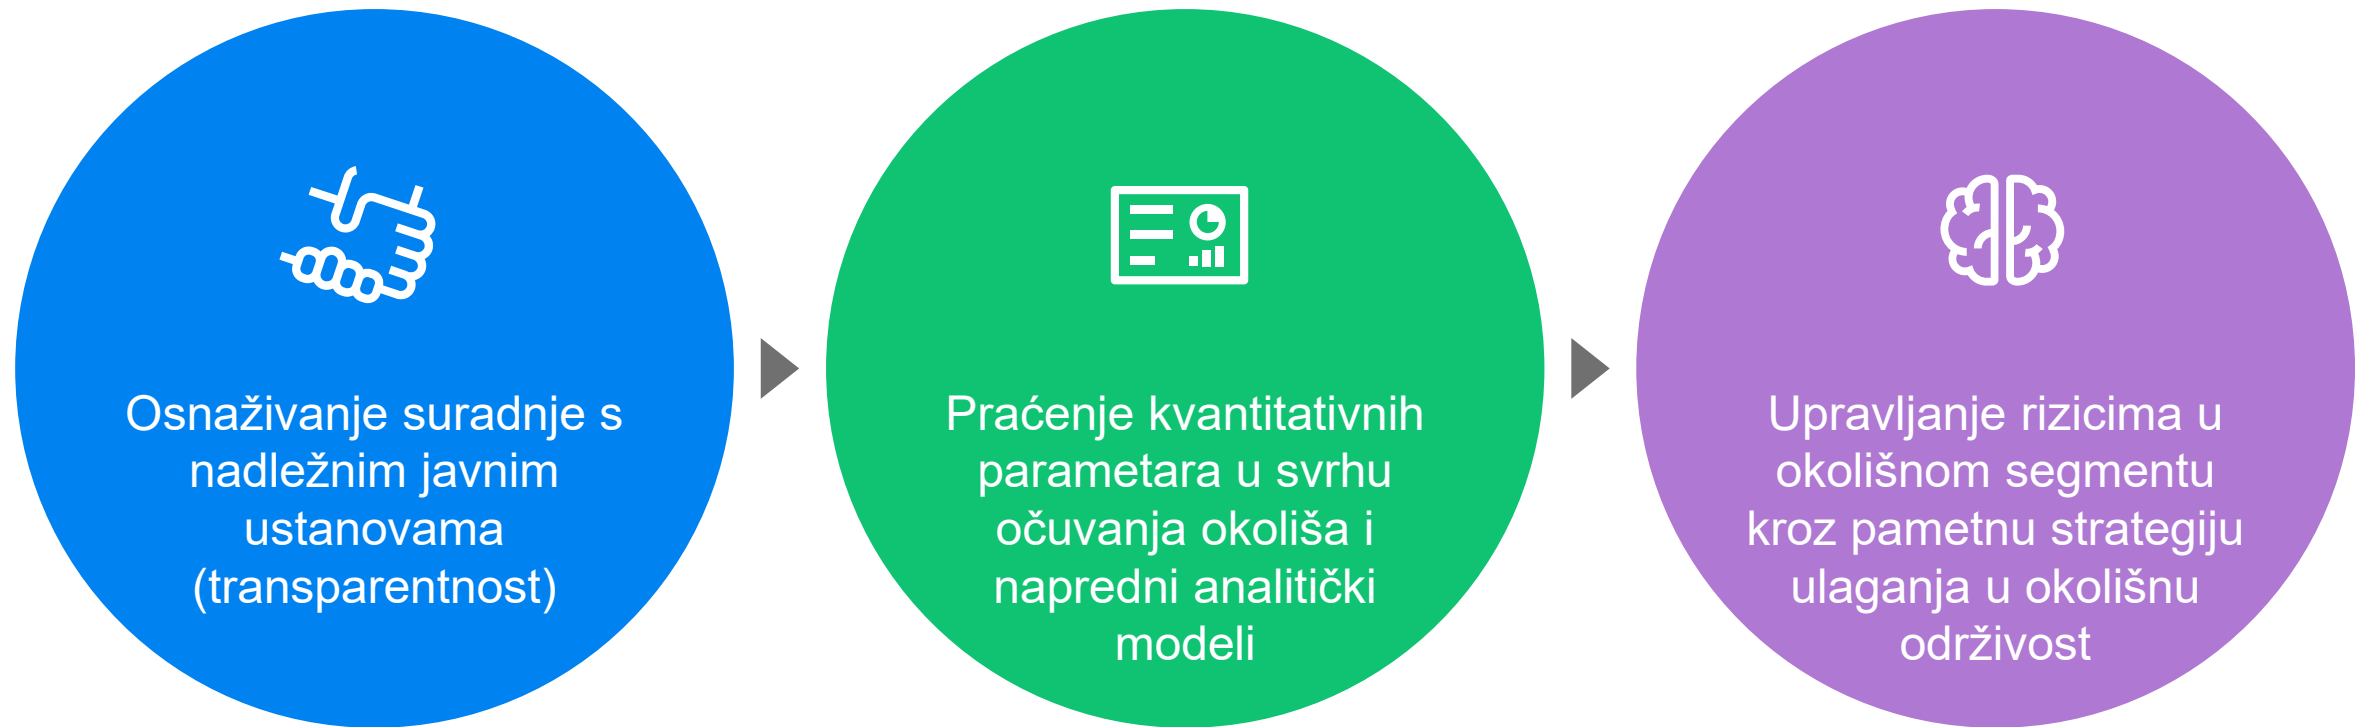 Osnaživanje suradnje s
nadležnim javnim
ustanovama
(transparentnost)
Praćenje kvantitativnih
parametara u svrhu
očuvanja okoliša i
napredni analitički
modeli
Upravljanje rizicima u
okolišnom segmentu
kroz pametnu strategiju
ulaganja u okolišnu
održivost